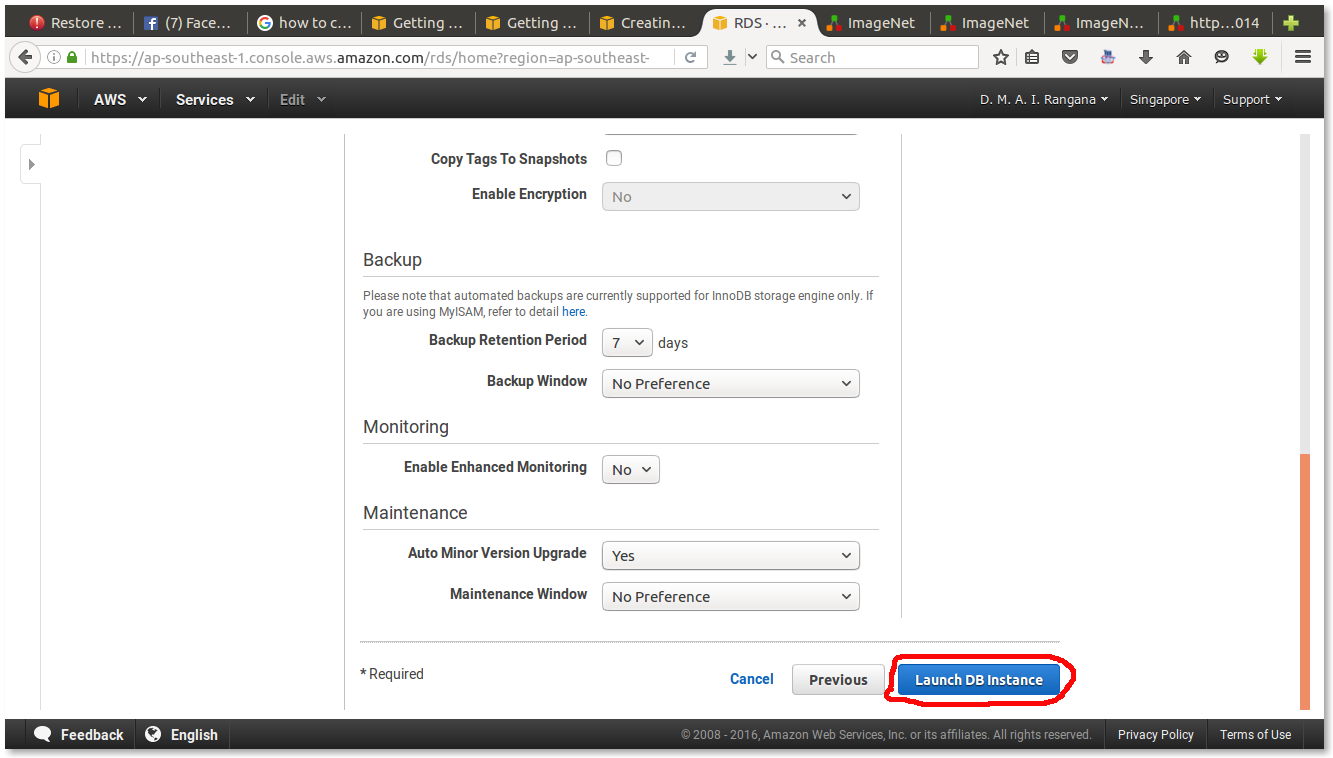 Restore ...
(7) Face...
how to c...
Getting ...
Getting ...
Creatin...
RDS · ...
ImageNet
ImageNet
ImageN...
http...014
https://ap-southeast-1.console.aws.amazon.com/rds/home?region=ap-southeast-
Search
AWS Services Edit D. M. A. I. Rangana Singapore Support
Copy Tags To Snapshots
Enable Encryption No
Backup
Please note that automated backups are currently supported for InnoDB storage engine only. If
you are using MyISAM, refer to detail here.
Backup Retention Period 7 days
Backup Window No Preference
Monitoring
Enable Enhanced Monitoring No
Maintenance
Auto Minor Version Upgrade Yes
Maintenance Window No Preference
* Required Cancel Previous Launch DB Instance
Feedback English © 2008 - 2016, Amazon Web Services, Inc. or its affiliates. All rights reserved. Privacy Policy Terms of Use